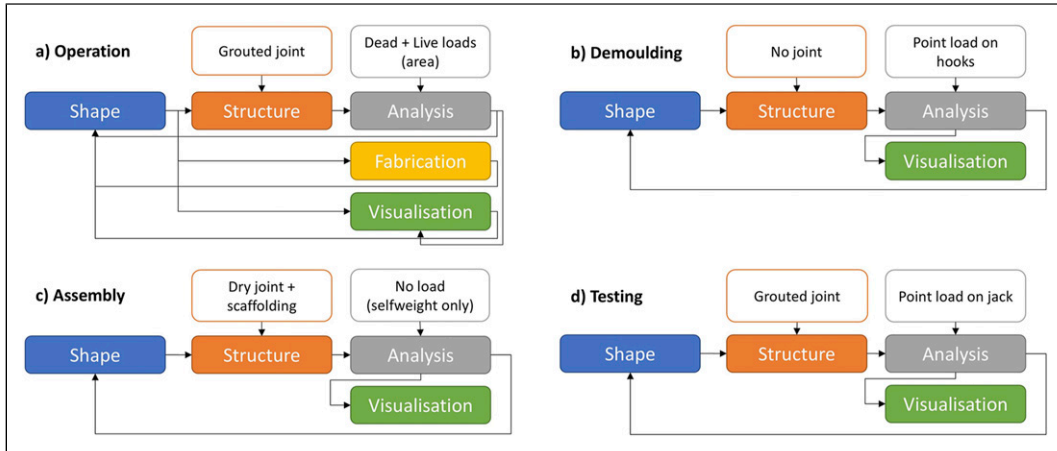 a) Operation
Grouted joint
Dead + Live loads
(area)
Shape
Structure
Analysis
Fabrication
Visualisation
b) Demoulding
No joint
Point load on
hooks
Shape
Structure
Analysis
Visualisation
c) Assembly
Dry joint +
scaffolding
No load
(selfweight only)
Shape
Structure
Analysis
Visualisation
d) Testing
Grouted joint
Point load on jack
Shape
Structure
Analysis
Visualisation